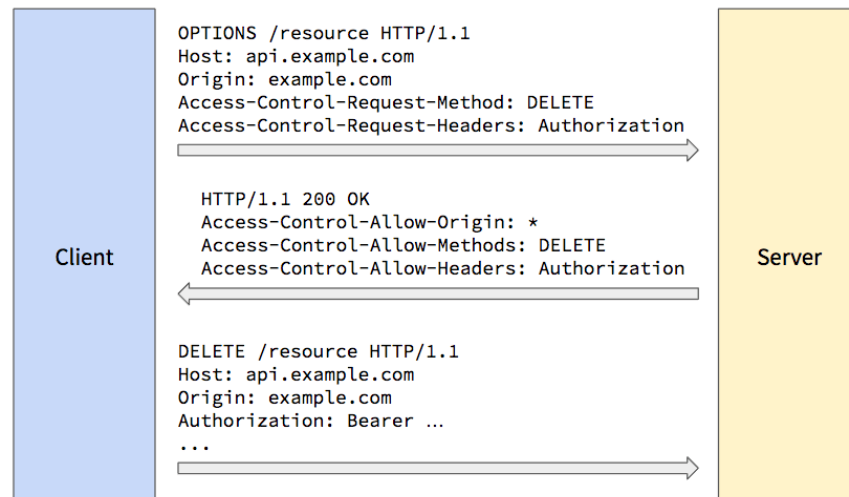 OPTIONS /resource HTTP/1.1
Host: api.example.com
Origin: example.com
Access-Control-Request-Method: DELETE
Access-Control-Request-Headers: Authorization
HTTP/1.1 200 OK
Access-Control-Allow-Origin: *
Access-Control-Allow-Methods: DELETE
Access-Control-Allow-Headers: Authorization
Client
Server
DELETE /resource HTTP/1.1
Host: api.example.com
Origin: example.com
Authorization: Bearer …
...